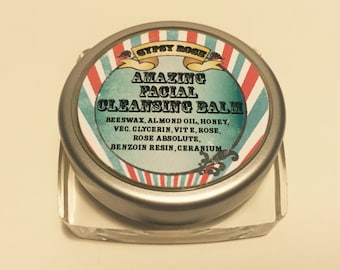 GYPSY ROSE
AMAZING
FACIAL
CLEANSING BALM
BEESWAX, ALMOND OIL, HONEY,
VEG. GLYCERIN, VIT E, ROSE,
ROSE ABSOLUTE,
BENZOIN RESIN, GERANIUM